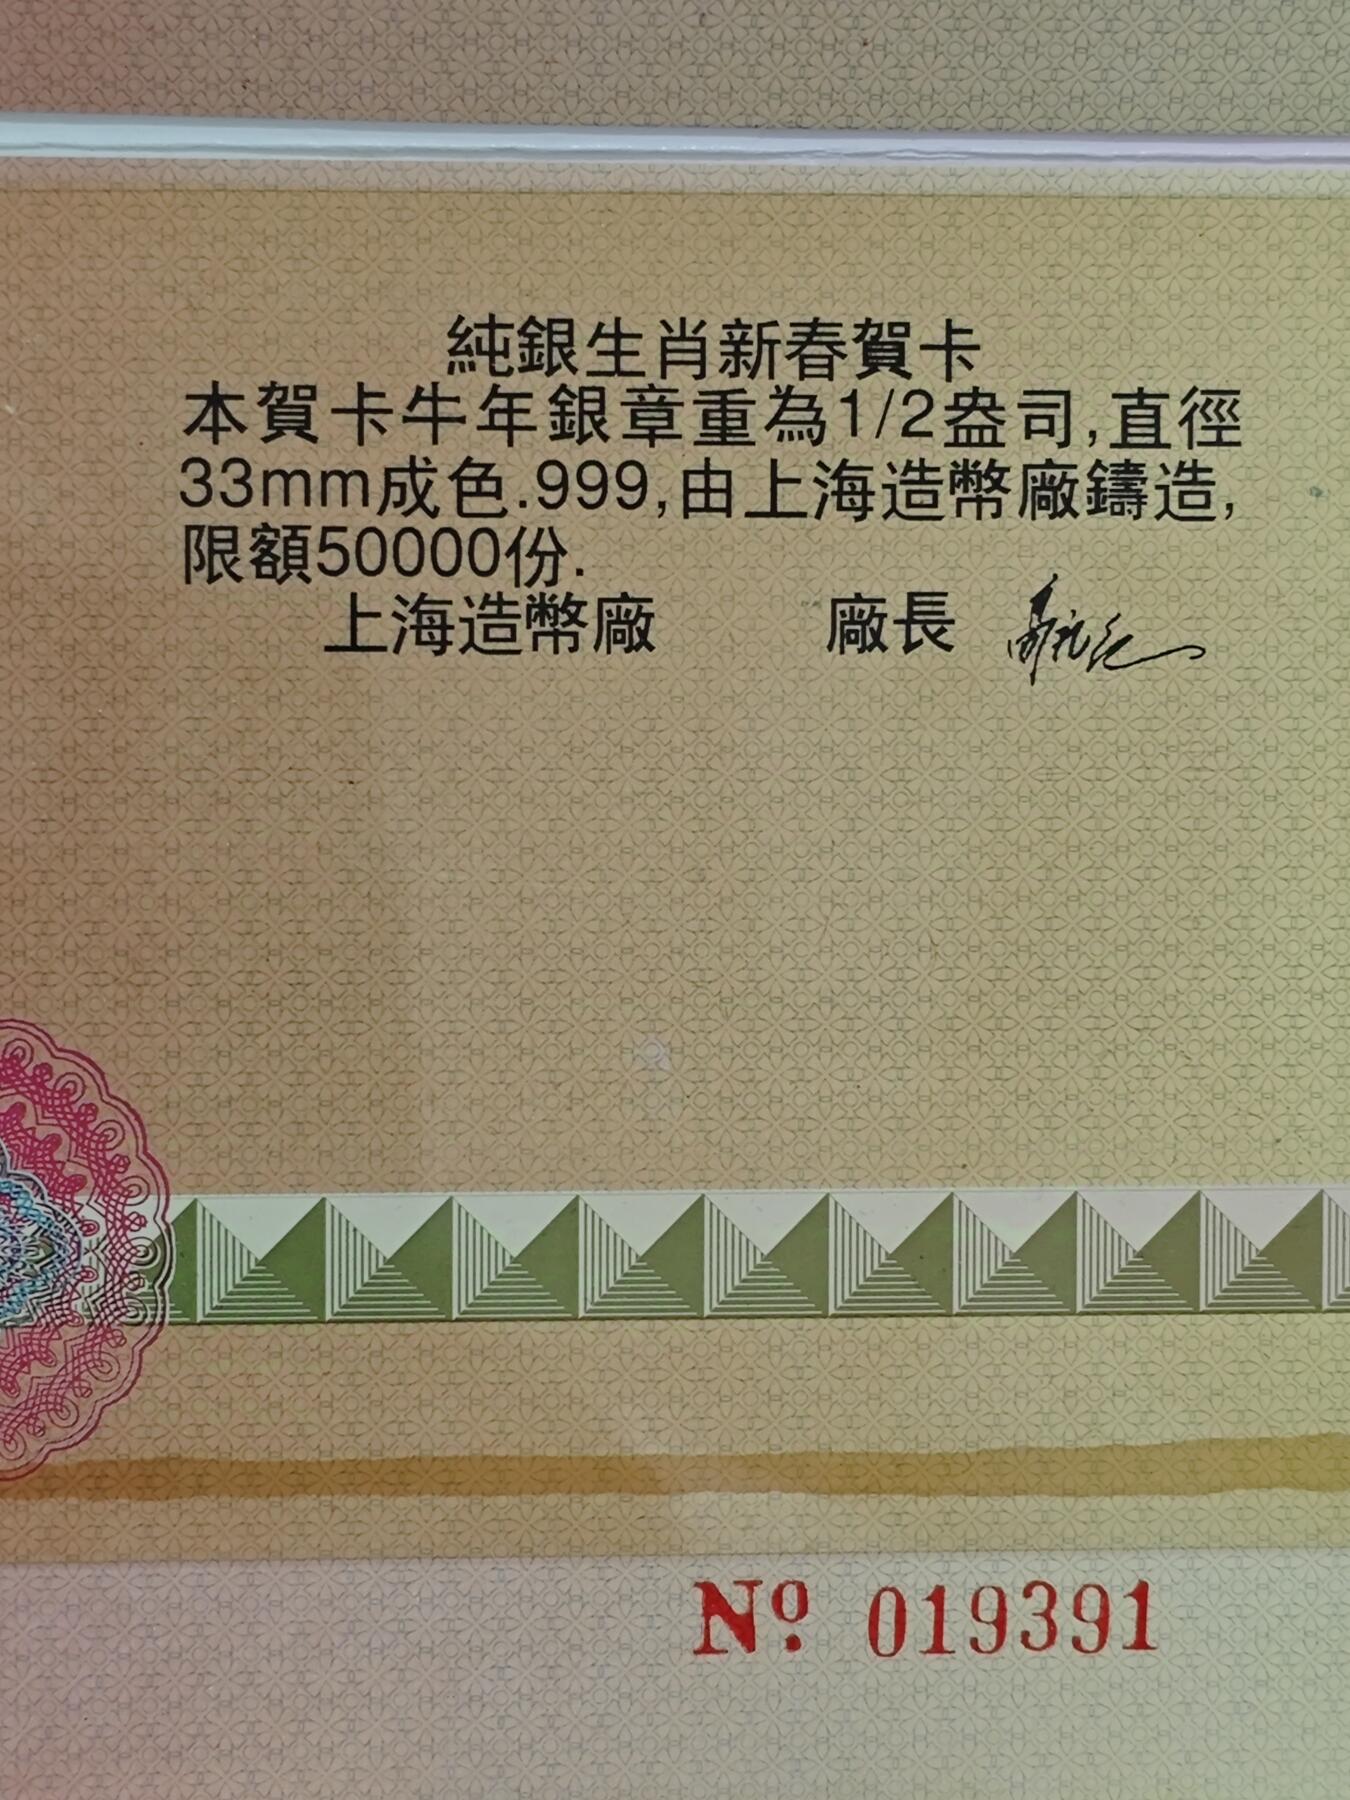 純銀生肖新春賀卡
本賀卡牛年銀章重為1/2盎司,直徑
33mm成色.999,由上海造幣廠鑄造,
限額50000份.
上海造幣廠 廠長
Nº 019391